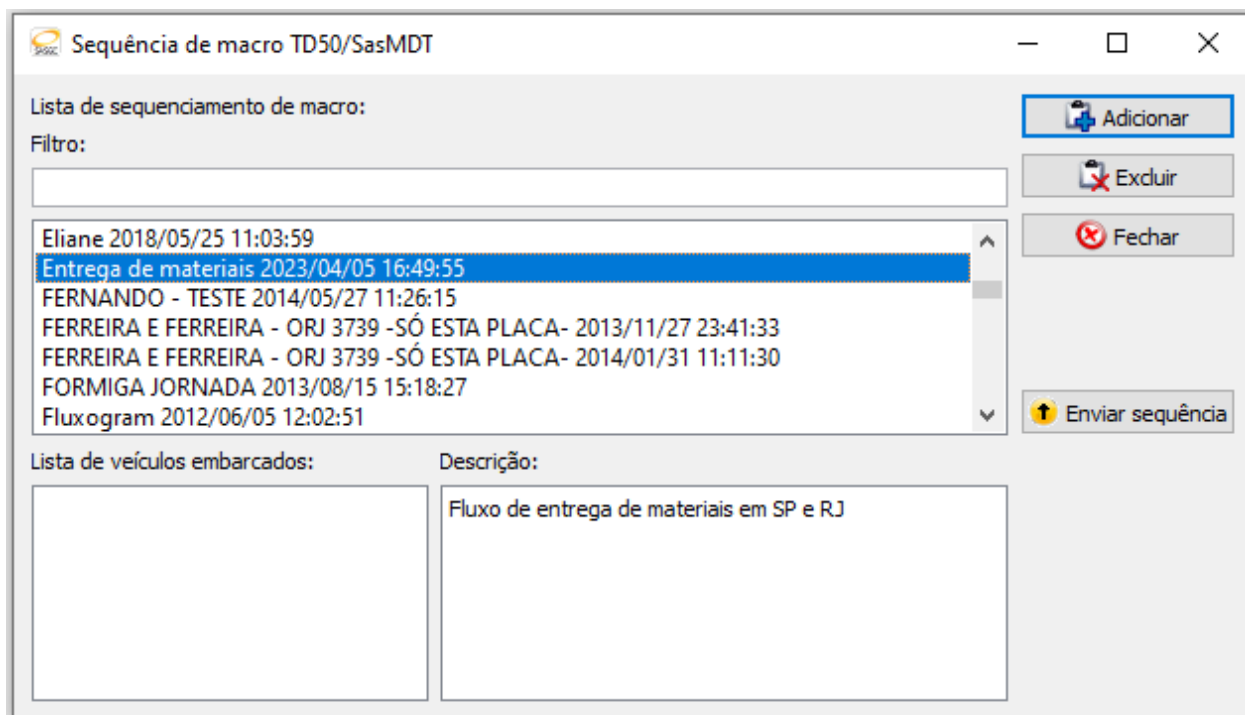 Sequência de macro TD50/SasMDT
Lista de sequenciamento de macro:
Filtro:
Adicionar
Excluir
Fechar
Eliane 2018/05/25 11:03:59
Entrega de materiais 2023/04/05 16:49:55
FERNANDO - TESTE 2014/05/27 11:26:15
FERREIRA E FERREIRA - ORJ 3739 -SÓ ESTA PLACA- 2013/11/27 23:41:33
FERREIRA E FERREIRA - ORJ 3739 -SÓ ESTA PLACA- 2014/01/31 11:11:30
FORMIGA JORNADA 2013/08/15 15:18:27
Fluxogram 2012/06/05 12:02:51
Enviar sequência
Lista de veículos embarcados:
Descrição:
Fluxo de entrega de materiais em SP e RJ